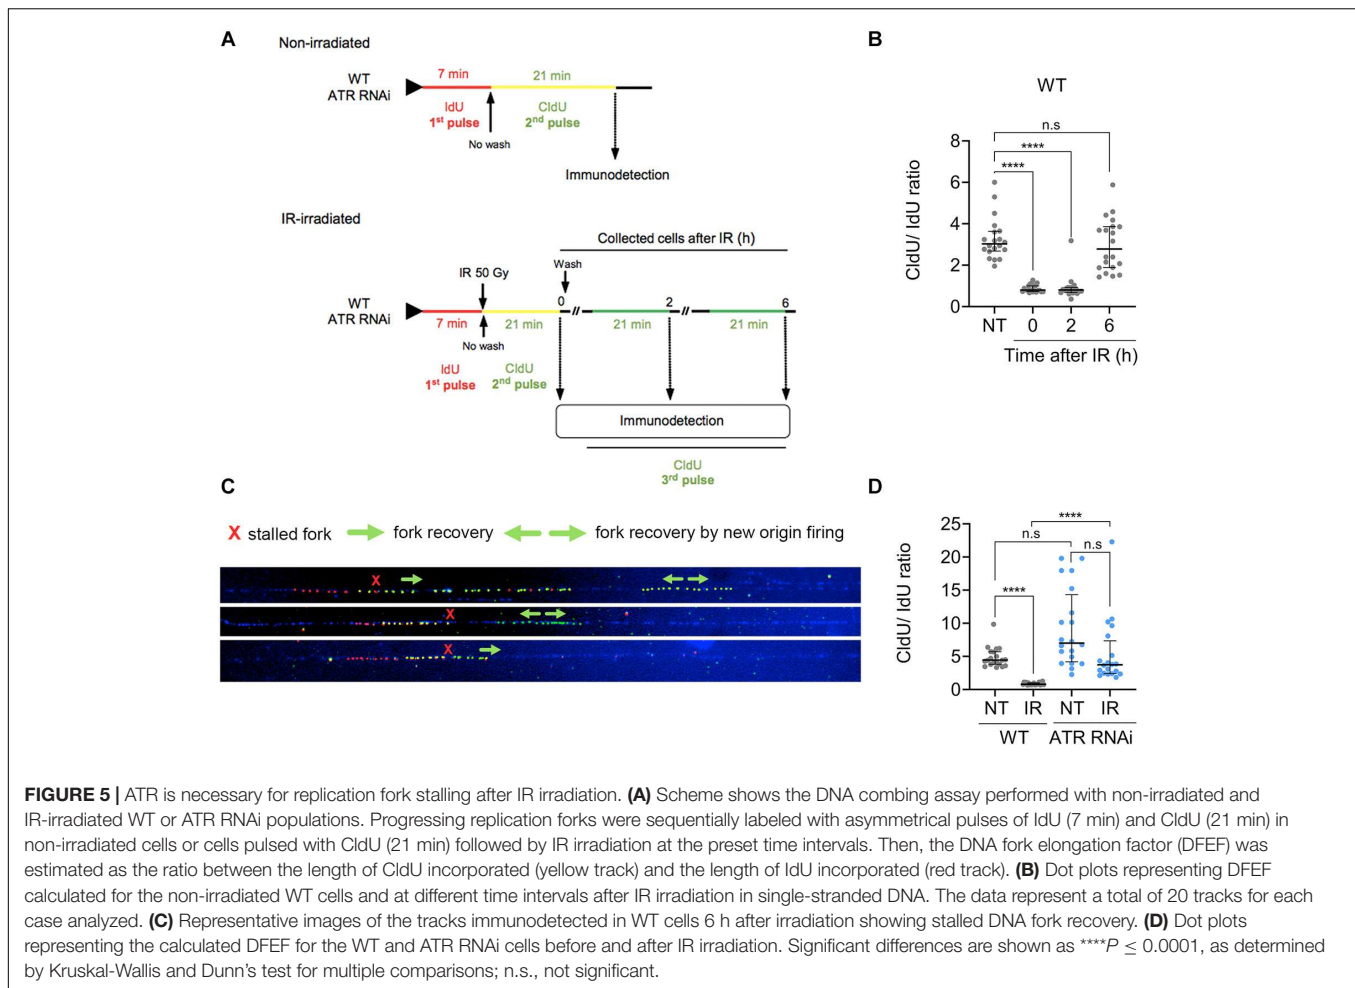 A
Non-irradiated
WT
ATR RNAi
7 min
21 min
IdU
1st pulse
CldU
2nd pulse
No wash
Immunodetection
IR-irradiated
Collected cells after IR (h)
IR 50 Gy
Wash
WT
ATR RNAi
0
2
6
7 min
21 min
21 min
21 min
No wash
IdU
1st pulse
CldU
2nd pulse
Immunodetection
CldU
3rd pulse
B
WT
n.s
****
****
CldU/ IdU ratio
8
6
4
2
0
NT
0
2
6
Time after IR (h)
C
X stalled fork
fork recovery
fork recovery by new origin firing
X
X
X
D
****
n.s
n.s
****
CldU/ IdU ratio
25
20
15
10
5
0
NT
IR
NT
IR
WT
ATR RNAi
FIGURE 5 | ATR is necessary for replication fork stalling after IR irradiation. (A) Scheme shows the DNA combing assay performed with non-irradiated and
IR-irradiated WT or ATR RNAi populations. Progressing replication forks were sequentially labeled with asymmetrical pulses of IdU (7 min) and CldU (21 min) in
non-irradiated cells or cells pulsed with CldU (21 min) followed by IR irradiation at the preset time intervals. Then, the DNA fork elongation factor (DFEF) was
estimated as the ratio between the length of CldU incorporated (yellow track) and the length of IdU incorporated (red track). (B) Dot plots representing DFEF
calculated for the non-irradiated WT cells and at different time intervals after IR irradiation in single-stranded DNA. The data represent a total of 20 tracks for each
case analyzed. (C) Representative images of the tracks immunodetected in WT cells 6 h after irradiation showing stalled DNA fork recovery. (D) Dot plots
representing the calculated DFEF for the WT and ATR RNAi cells before and after IR irradiation. Significant differences are shown as ****P ≤ 0.0001, as determined
by Kruskal-Wallis and Dunn's test for multiple comparisons; n.s., not significant.